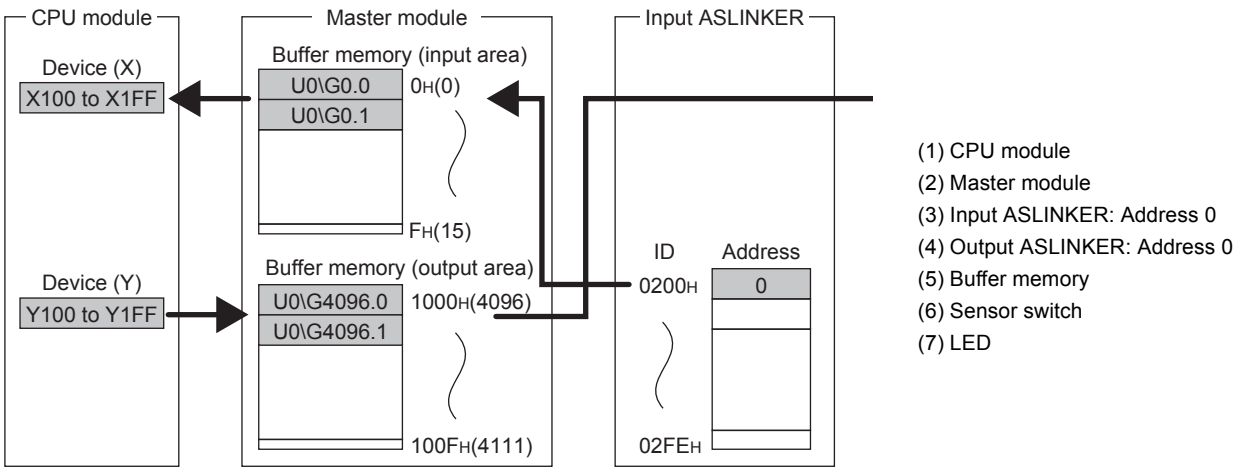 CPU module
Device (X)
X100 to X1FF
Device (Y)
Y100 to Y1FF
Master module
Buffer memory (input area)
U0\G0.0 0H(0)
U0\G0.1
FH(15)
Buffer memory (output area)
U0\G4096.0 1000H(4096)
U0\G4096.1
100FH(4111)
Input ASLINKER
ID Address
0200H 0
02FEH
(1) CPU module
(2) Master module
(3) Input ASLINKER: Address 0
(4) Output ASLINKER: Address 0
(5) Buffer memory
(6) Sensor switch
(7) LED